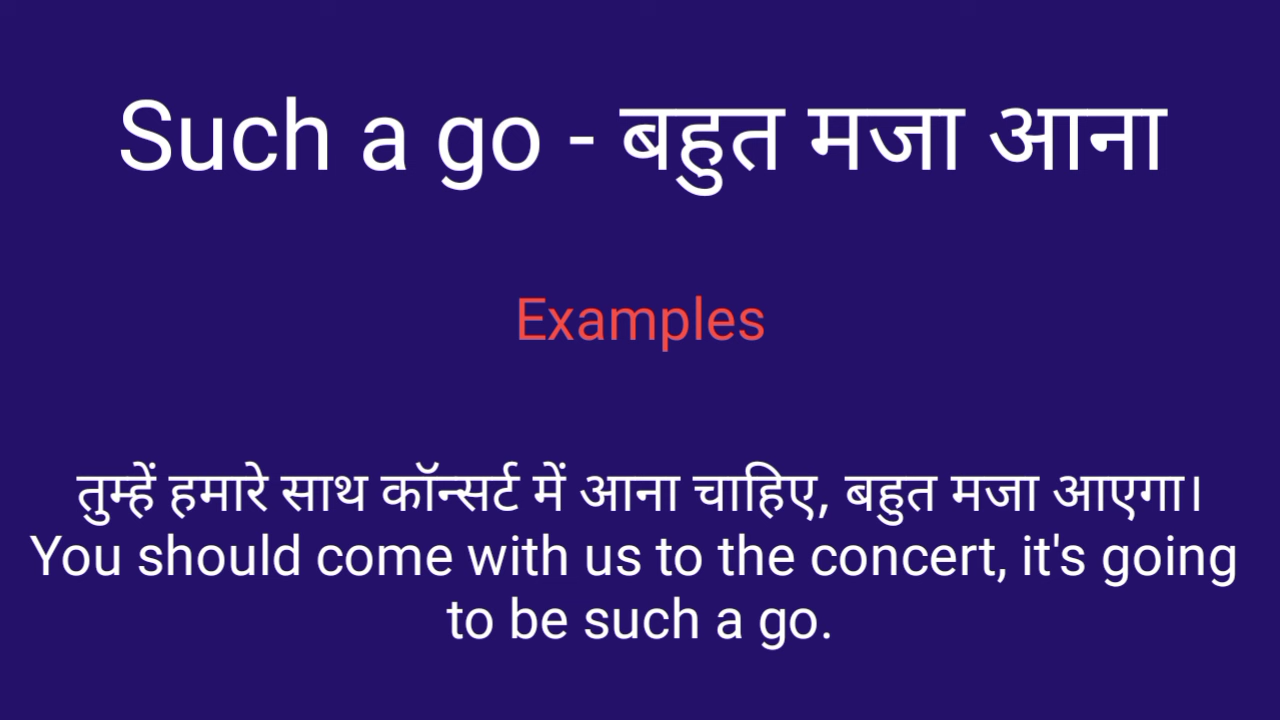 Such a go - बहुत मजा आना
Examples
तुम्हें हमारे साथ कॉन्सर्ट में आना चाहिए, बहुत मजा आएगा।
You should come with us to the concert, it's going
to be such a go.